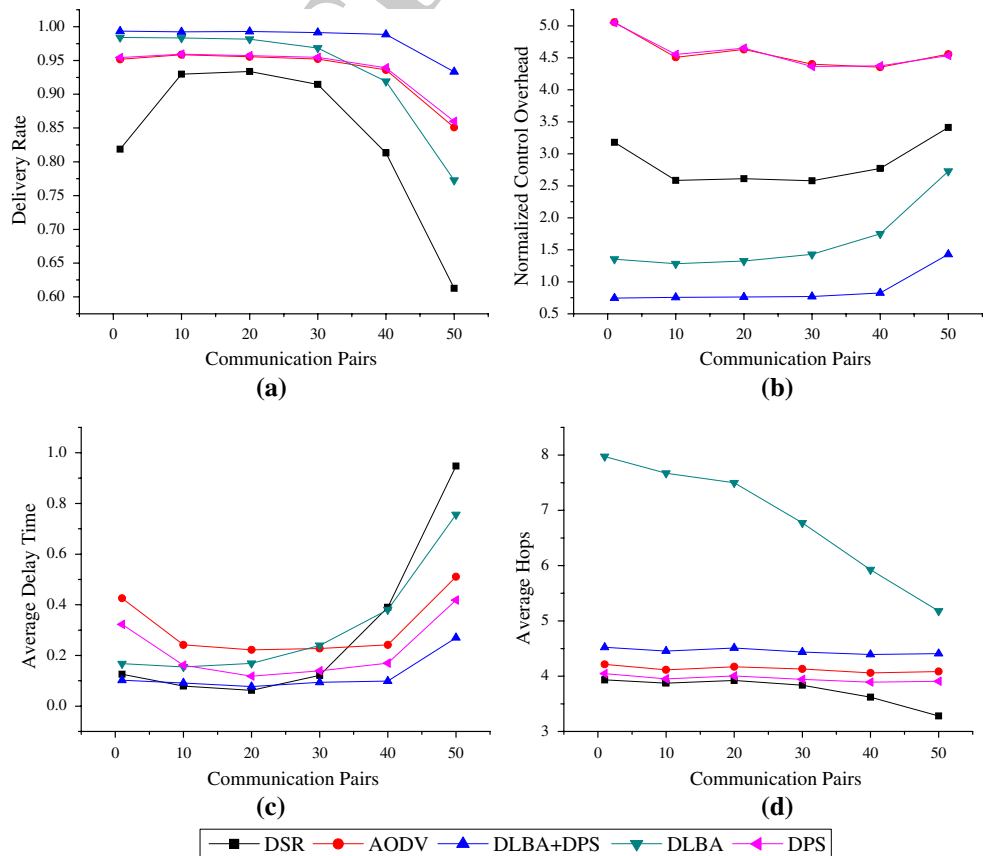 1.00
0.95
0.90
0.85
0.80
0.75
0.70
0.65
0.60
Delivery Rate
0 10 20 30 40 50
Communication Pairs
(a)
5.0
4.5
4.0
3.5
3.0
2.5
2.0
1.5
1.0
0.5
Normalized Control Overhead
0 10 20 30 40 50
Communication Pairs
(b)
1.0
0.8
0.6
0.4
0.2
0.0
Average Delay Time
0 10 20 30 40 50
Communication Pairs
(c)
8
7
6
5
4
3
Average Hops
0 10 20 30 40 50
Communication Pairs
(d)
DSR AODV DLBA+DPS DLBA DPS